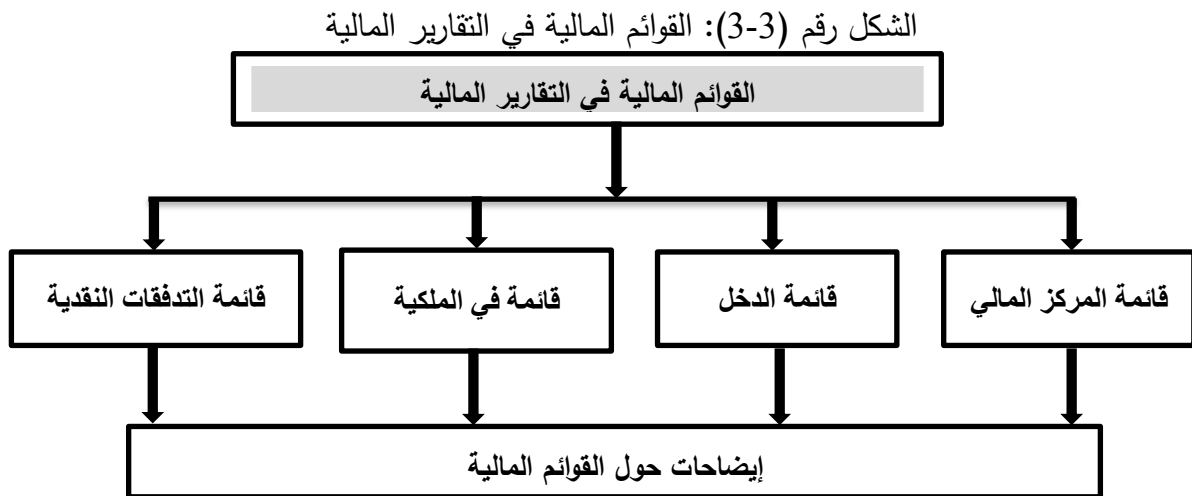 الشكل رقم (3-3): القوائم المالية في التقارير المالية
القوائم المالية في التقارير المالية
قائمة المركز المالي
قائمة الدخل
قائمة في الملكية
قائمة التدفقات النقدية
إيضاحات حول القوائم المالية